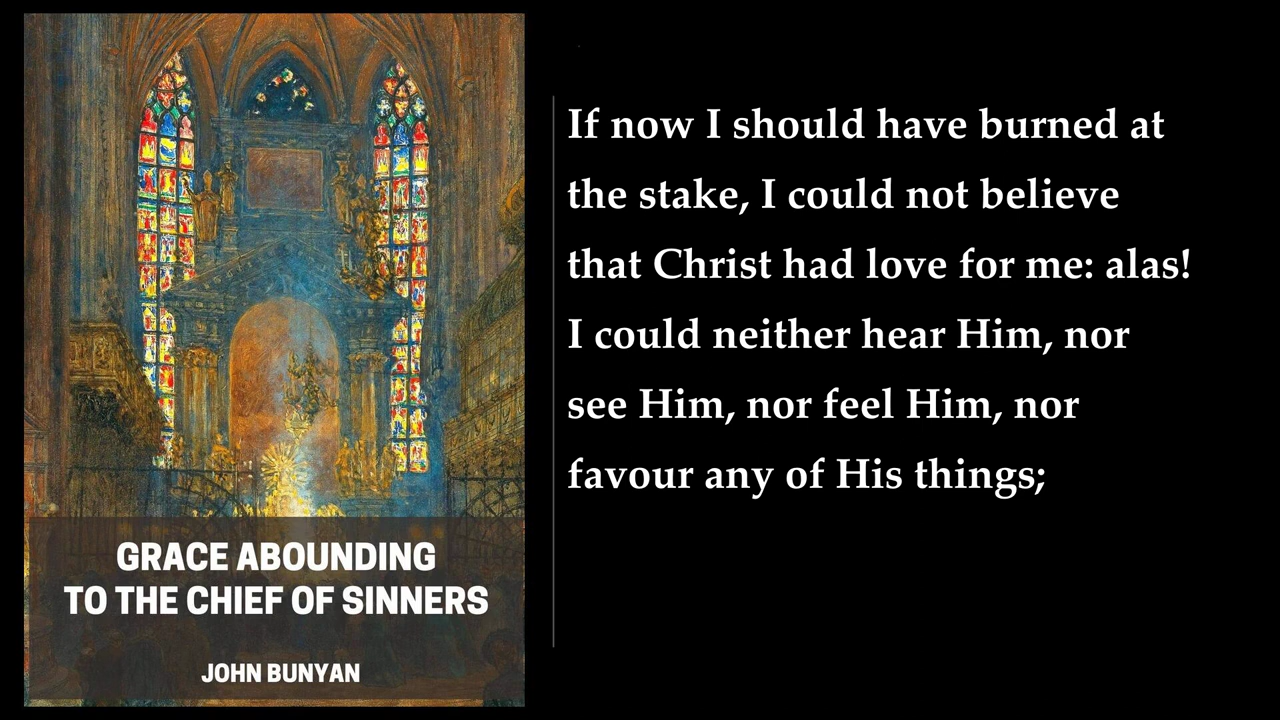 If now I should have burned at
the stake, I could not believe
that Christ had love for me: alas!
I could neither hear Him, nor
see Him, nor feel Him, nor
favour any of His things;
GRACE ABOUNDING
TO THE CHIEF OF SINNERS
JOHN BUNYAN